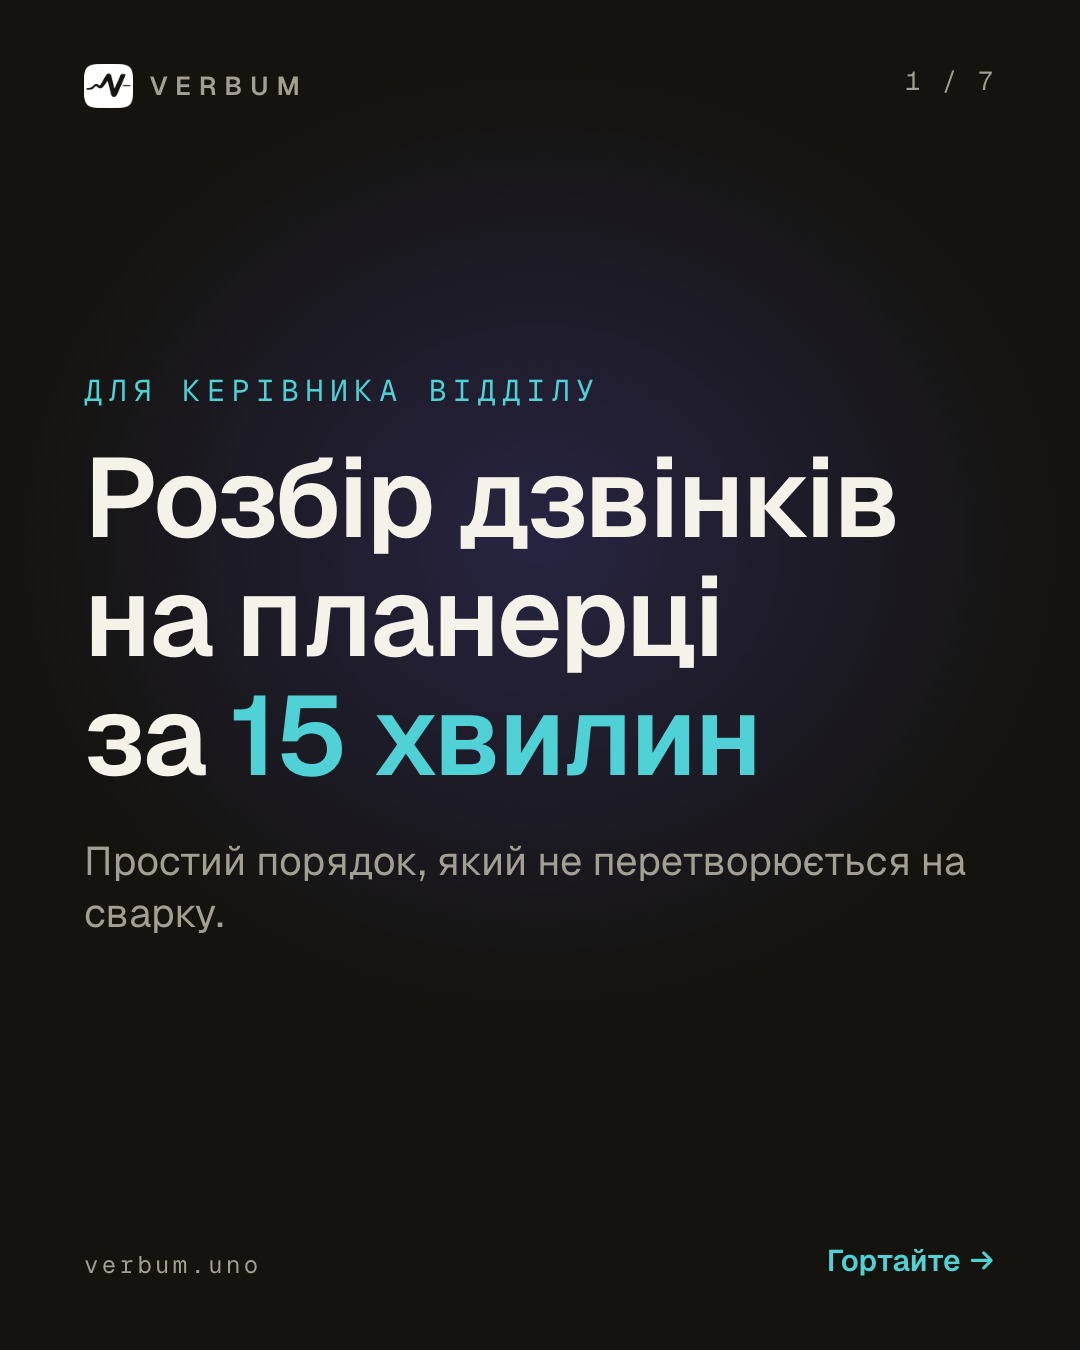 VERBUM
1 / 7
ДЛЯ КЕРІВНИКА ВІДДІЛУ
Розбір дзвінків
на планерці
за 15 хвилин
Простий порядок, який не перетворюється на
сварку.
verbum.uno
Гортайте →